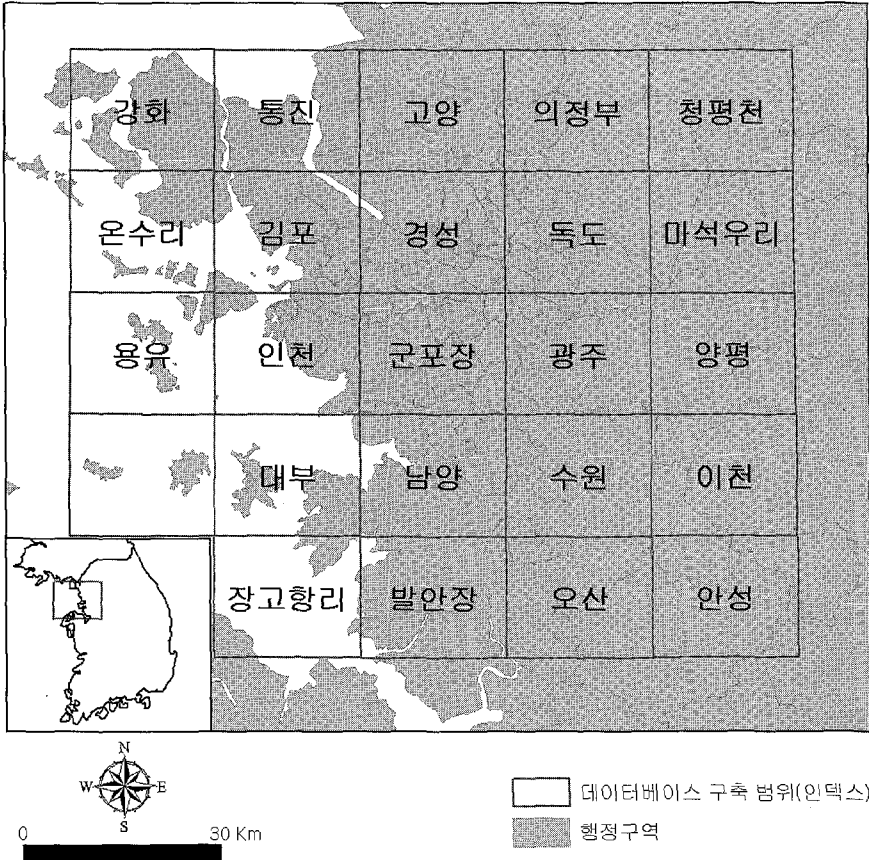 강화 통진 고양 의정부 청평천
온수리 김포 경성 독도 마석우리
용유 인천 군포장 광주 양평
대부 남양 수원 이천
장고항리 발안장 오산 안성
N
W E
S
0 30 Km
데이터베이스 구축 범위(인덱스)
행정구역